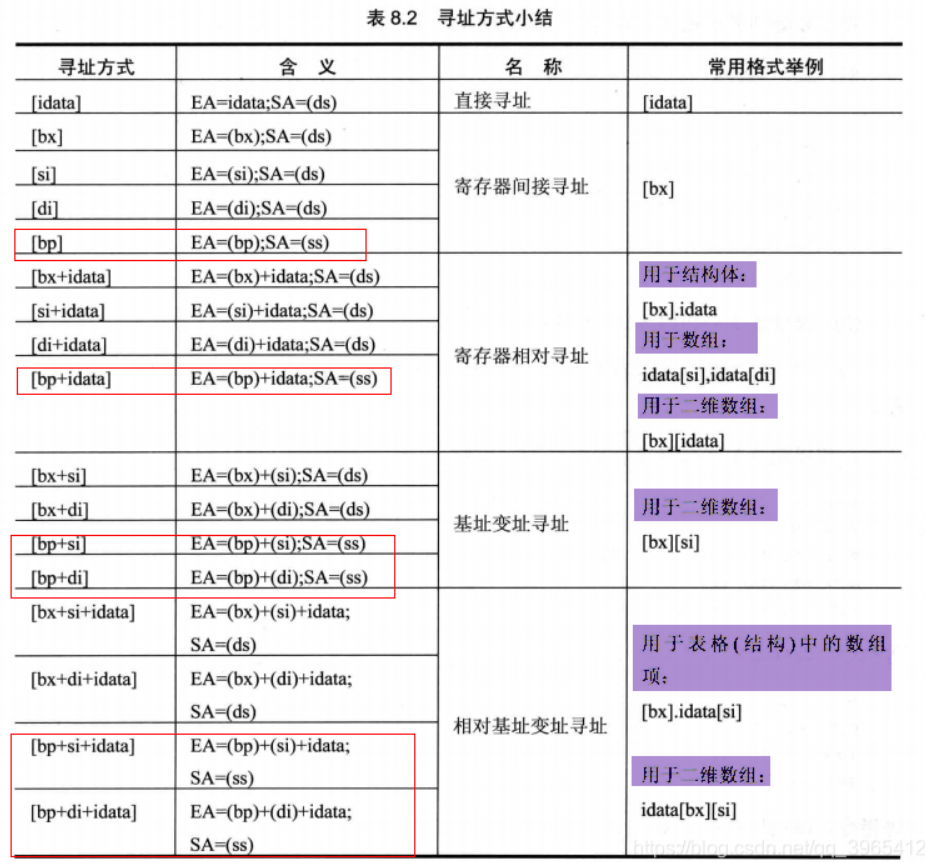 表 8.2 寻址方式小结
寻址方式 含 义 名 称 常用格式举例
[idata] EA=idata;SA=(ds) 直接寻址 [idata]
[bx] EA=(bx);SA=(ds)
[si] EA=(si);SA=(ds)
寄存器间接寻址 [bx]
[di] EA=(di);SA=(ds)
[bp] EA=(bp);SA=(ss)
[bx+idata] EA=(bx)+idata;SA=(ds) 用于结构体：
[si+idata] EA=(si)+idata;SA=(ds) [bx].idata
[di+idata] EA=(di)+idata;SA=(ds) 用于数组：
寄存器相对寻址
[bp+idata] EA=(bp)+idata;SA=(ss) idata[si],idata[di]
用于二维数组：
[bx][idata]
[bx+si] EA=(bx)+(si);SA=(ds)
[bx+di] EA=(bx)+(di);SA=(ds) 用于二维数组：
基址变址寻址
[bp+si] EA=(bp)+(si);SA=(ss) [bx][si]
[bp+di] EA=(bp)+(di);SA=(ss)
[bx+si+idata] EA=(bx)+(si)+idata;
SA=(ds) 用于表格(结构)中的数组
[bx+di+idata] EA=(bx)+(di)+idata; 项：
SA=(ds) [bx].idata[si]
相对基址变址寻址
[bp+si+idata] EA=(bp)+(si)+idata;
SA=(ss) 用于二维数组：
[bp+di+idata] EA=(bp)+(di)+idata; idata[bx][si]
SA=(ss)
https://blog.csdn.net/qq_3965412